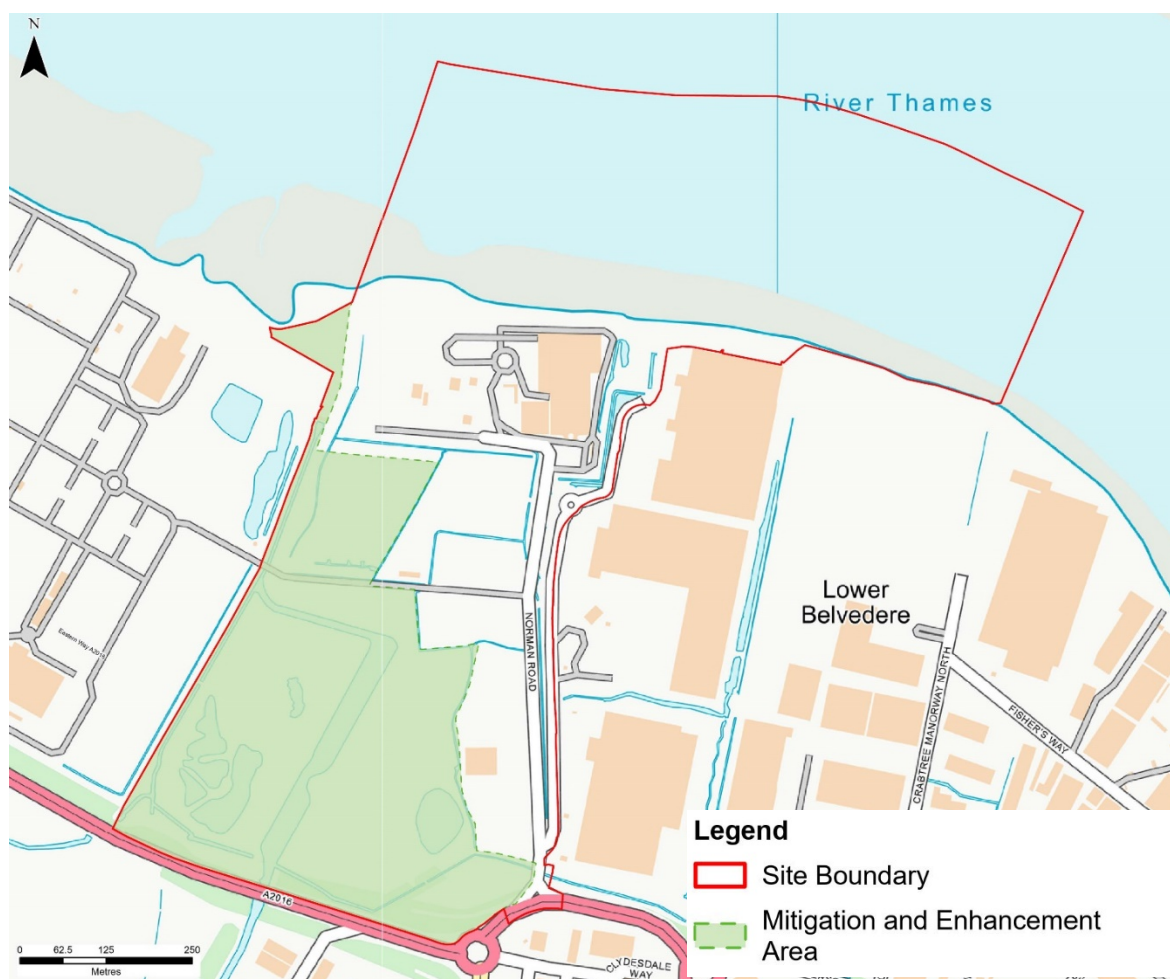 N
River Thames
Lower
Belvedere
Eastern Way A2016
NORMAN ROAD
CRABTREE MANORWAY NORTH
FISHER'S WAY
A2016
CLYDESDALE
WAY
0 62.5 125 250
Metres
Legend
Site Boundary
Mitigation and Enhancement
Area